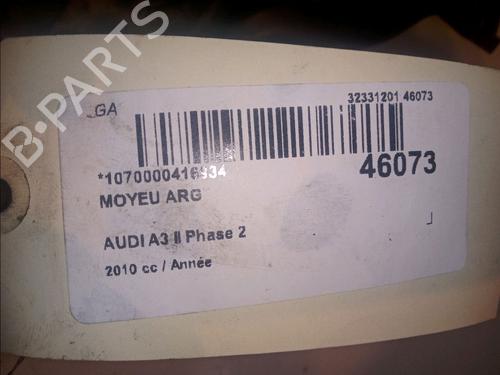 B-PARTS
GA
32331201 46073
*1070000416934
46073
MOYEU ARG
AUDI A3 II Phase 2
2010 cc / Année